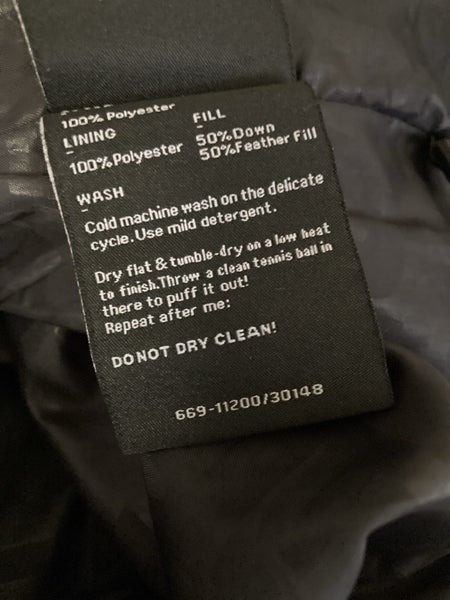 100% Polyester
LINING
-
100%Polyester
FILL
-
50%Down
50%Feather Fill
WASH
-
Cold machine wash on the delicate
cycle.Use mild detergent.
Dry flat & tumble-dry on a low heat
to finish.Throw a clean tennis ball in
there to puff it out!
Repeat after me:
DO NOT DRY CLEAN!
669-11200/30148